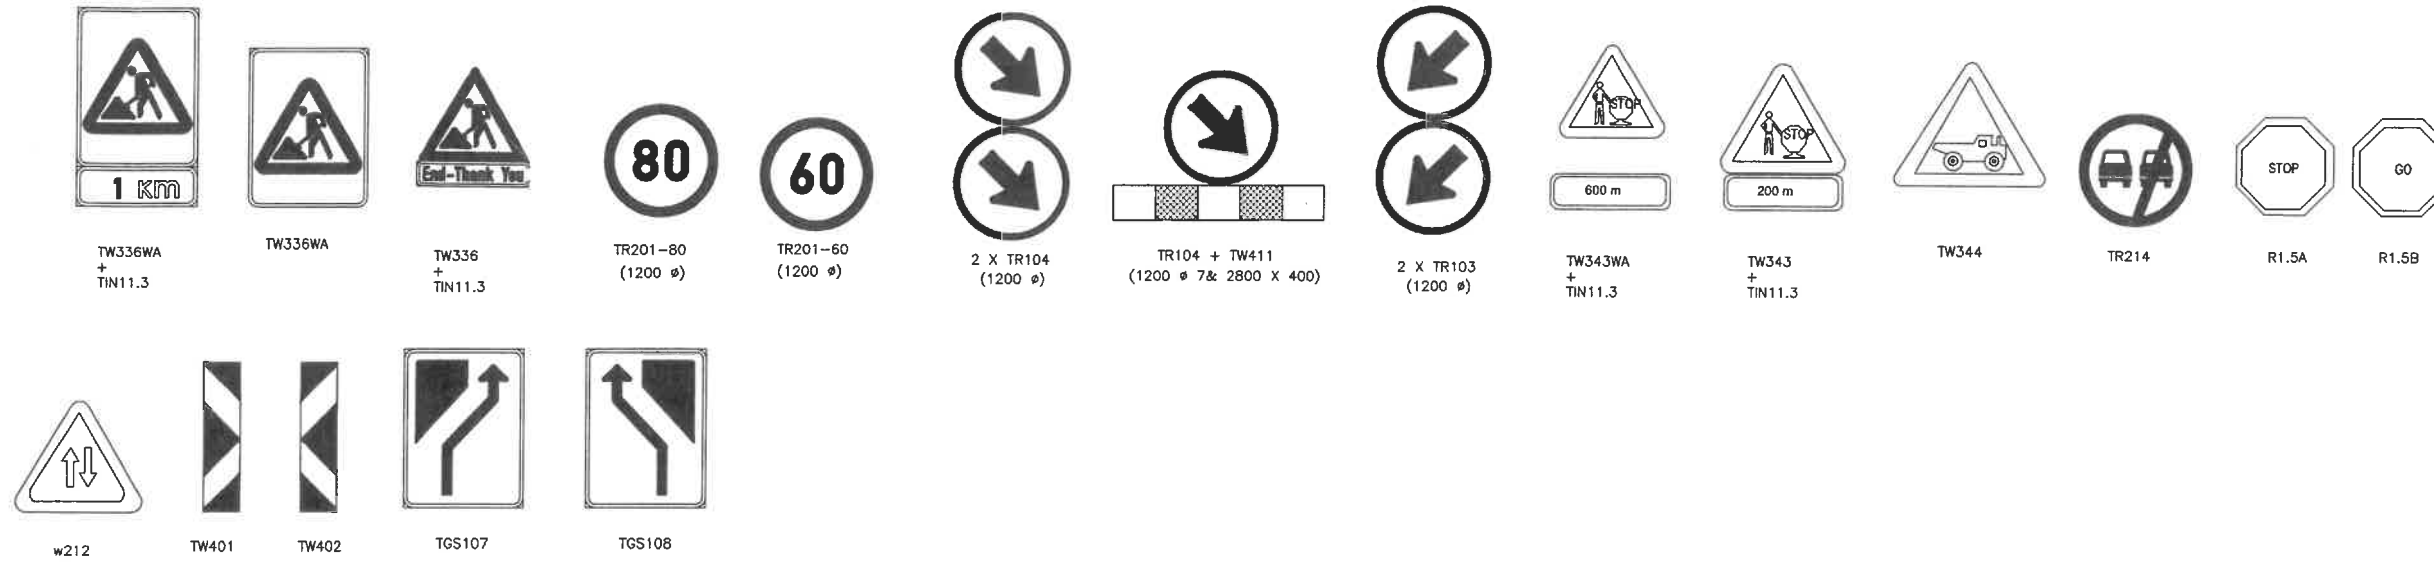 1 km
TW336WA
+
TIN11.3
TW336WA
End-Thank You
TW336
+
TIN11.3
80
TR201-80
(1200 ø)
60
TR201-60
(1200 ø)
2 X TR104
(1200 ø)
TR104 + TW411
(1200 ø 7& 2800 X 400)
2 X TR103
(1200 ø)
STOP
600 m
TW343WA
+
TIN11.3
STOP
200 m
TW343
+
TIN11.3
TW344
TR214
STOP
R1.5A
GO
R1.5B
w212
TW401
TW402
TGS107
TGS108